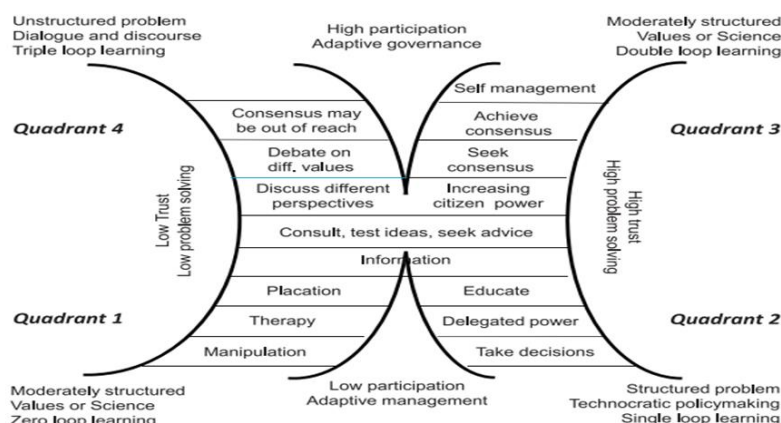 Unstructured problem
Dialogue and discourse
Triple loop learning
High participation
Adaptive governance
Moderately structured
Values or Science
Double loop learning
Quadrant 4
Quadrant 3
Self management
Consensus may
be out of reach
Achieve
consensus
Debate on
diff. values
Seek
consensus
Discuss different
perspectives
Increasing
citizen power
Low Trust
Low problem solving
High trust
High problem solving
Consult, test ideas, seek advice
Information
Placation
Educate
Quadrant 1
Quadrant 2
Therapy
Delegated power
Manipulation
Take decisions
Moderately structured
Values or Science
Zero loop learning
Low participation
Adaptive management
Structured problem
Technocratic policymaking
Single loop learning